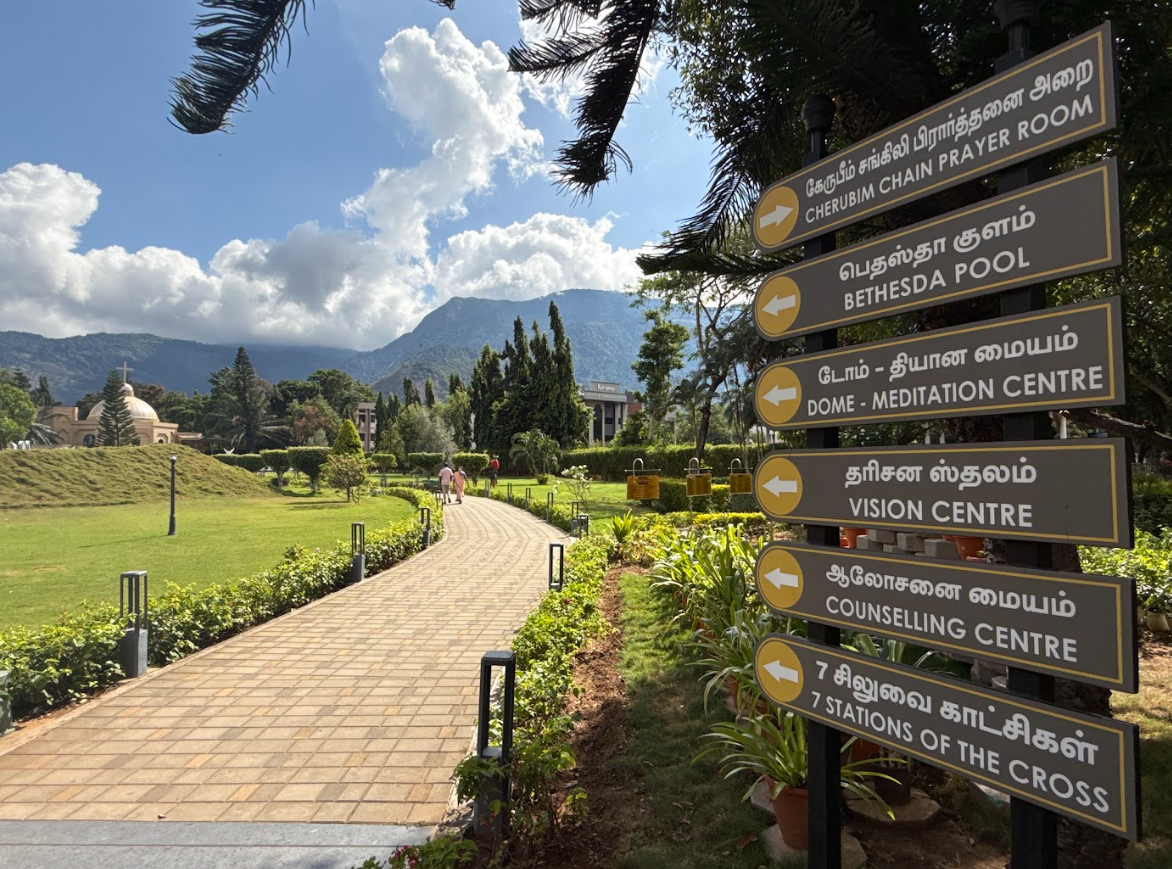 கேருபீம் சங்கிலி பிரார்த்தனை அறை
CHERUBIM CHAIN PRAYER ROOM
பெதஸ்தா குளம்
BETHESDA POOL
டோம் - தியான மையம்
DOME - MEDITATION CENTRE
தரிசன ஸ்தலம்
VISION CENTRE
ஆலோசனை மையம்
COUNSELLING CENTRE
7 சிலுவை காட்சிகள்
7 STATIONS OF THE CROSS